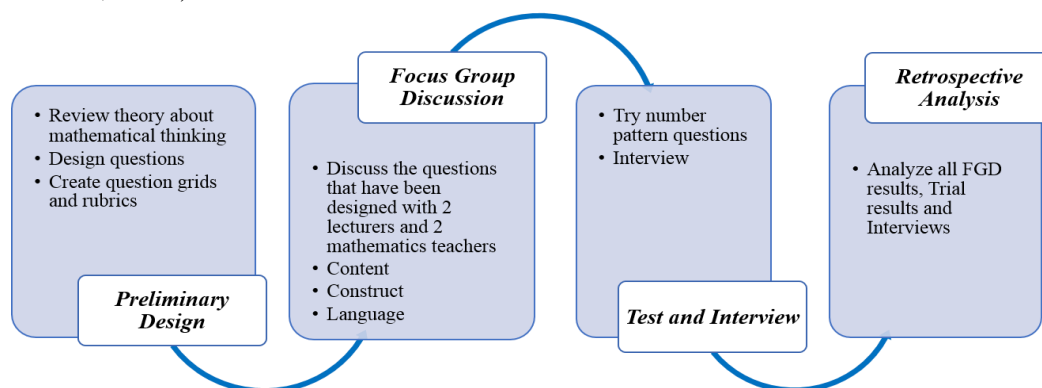 • Review theory about
mathematical thinking
• Design questions
• Create question grids
and rubrics
Preliminary
Design
Focus Group
Discussion
• Discuss the questions
that have been
designed with 2
lecturers and 2
mathematics teachers
• Content
• Construct
• Language
• Try number
pattern questions
• Interview
Test and Interview
Retrospective
Analysis
• Analyze all FGD
results, Trial
results and
Interviews